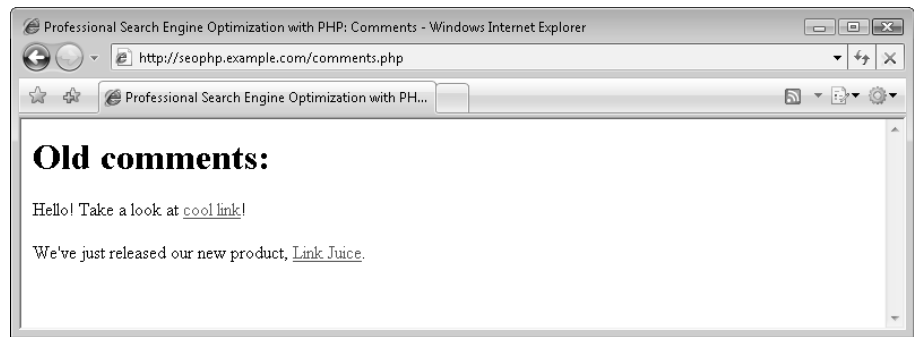 Professional Search Engine Optimization with PHP: Comments - Windows Internet Explorer
http://seophp.example.com/comments.php
Professional Search Engine Optimization with PH...
Old comments:
Hello! Take a look at cool link!
We've just released our new product, Link Juice.